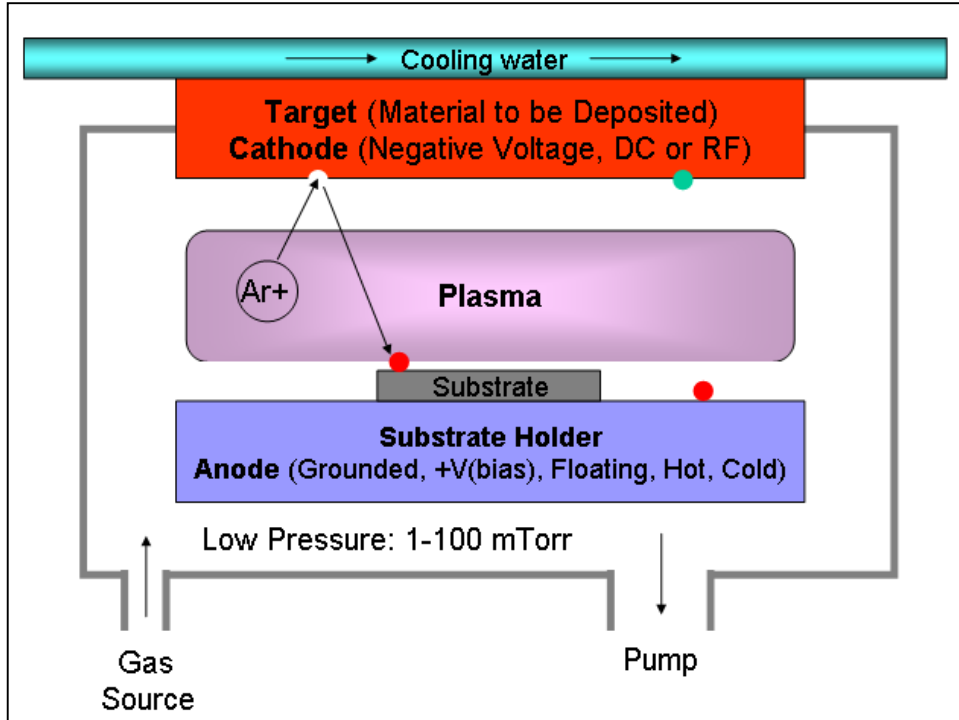 Cooling water
Target (Material to be Deposited)
Cathode (Negative Voltage, DC or RF)
Ar+
Plasma
Substrate
Substrate Holder
Anode (Grounded, +V(bias), Floating, Hot, Cold)
Low Pressure: 1-100 mTorr
Gas
Source
Pump